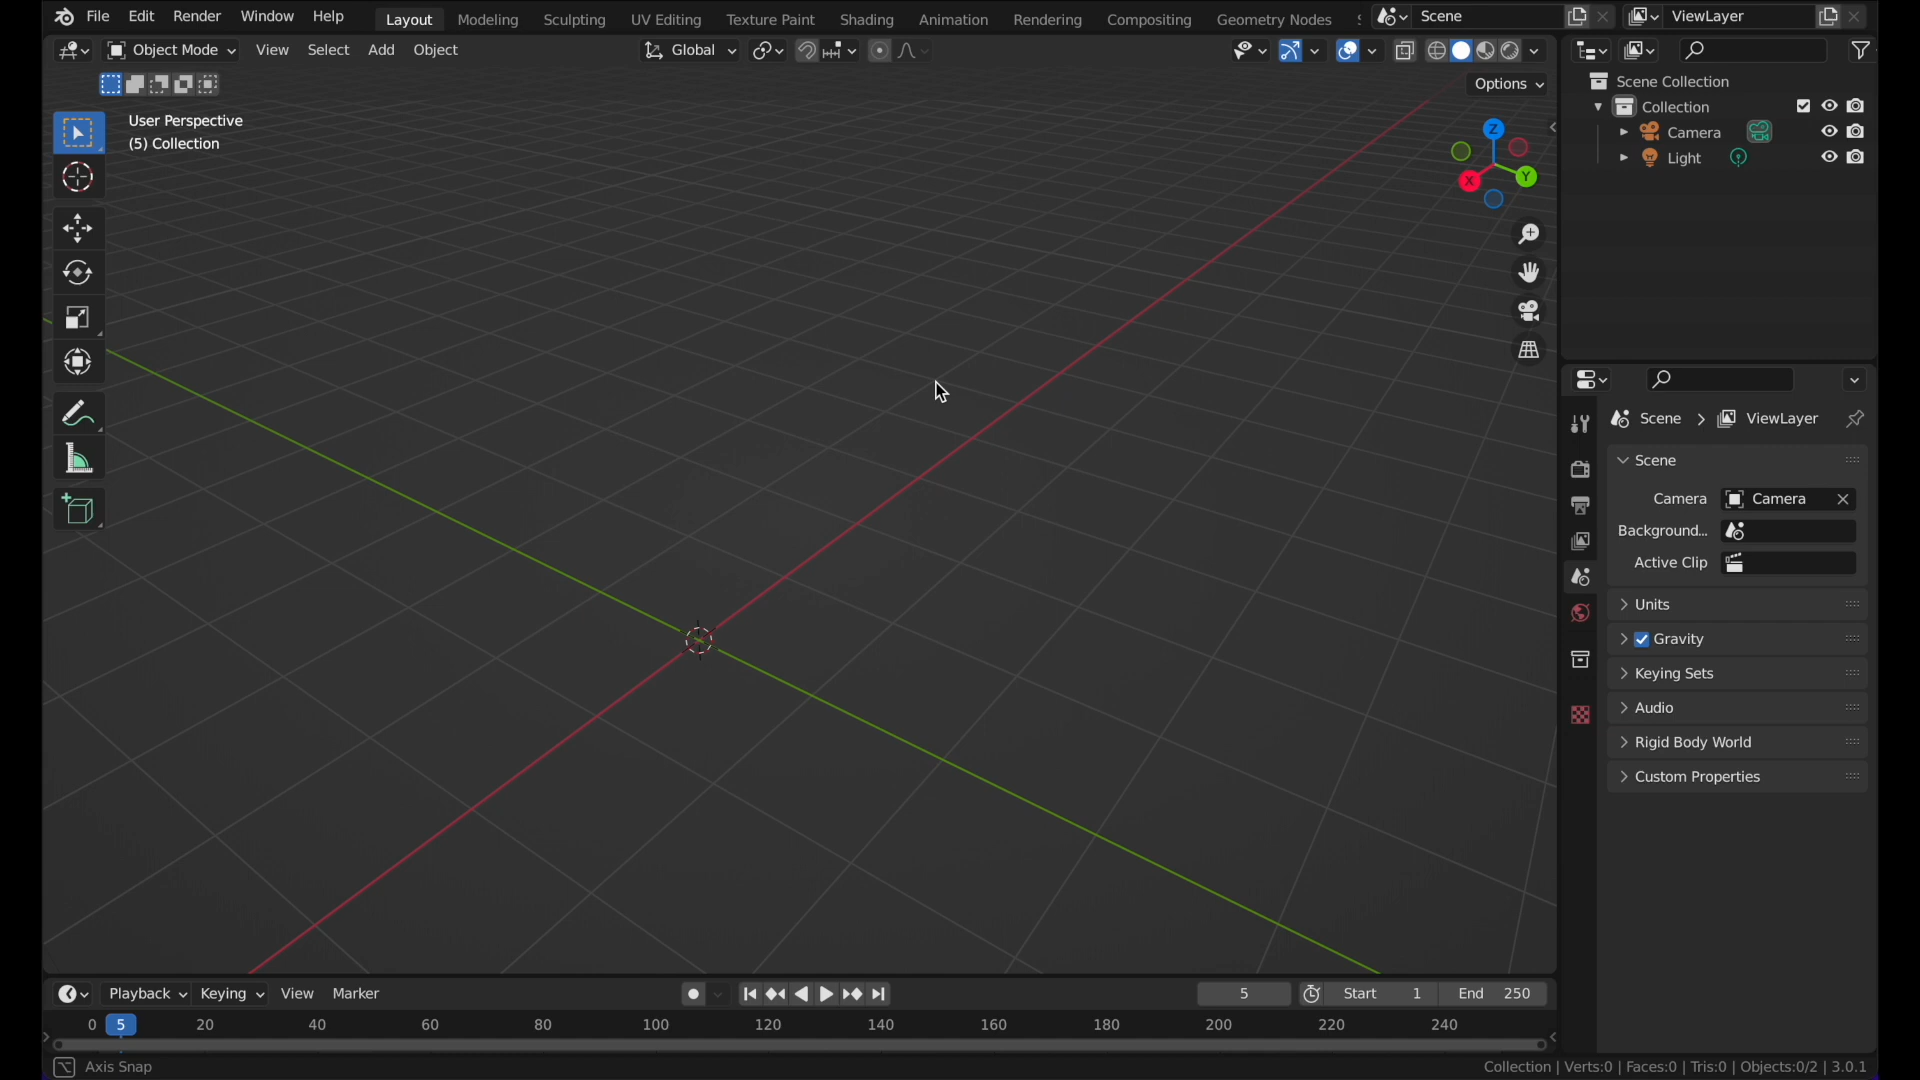 File Edit Render Window Help Layout Modeling Sculpting UV Editing Texture Paint Shading Animation Rendering Compositing Geometry Nodes Scene ViewLayer
Object Mode View Select Add Object Global
Options
User Perspective
(5) Collection
Z
X
Y
Scene Collection
Collection
Camera
Light
Scene > ViewLayer
Scene
Camera Camera
Background...
Active Clip
Units
Gravity
Keying Sets
Audio
Rigid Body World
Custom Properties
Playback Keying View Marker 5 Start 1 End 250
0 5 20 40 60 80 100 120 140 160 180 200 220 240
Axis Snap
Collection | Verts:0 | Faces:0 | Tris:0 | Objects:0/2 | 3.0.1